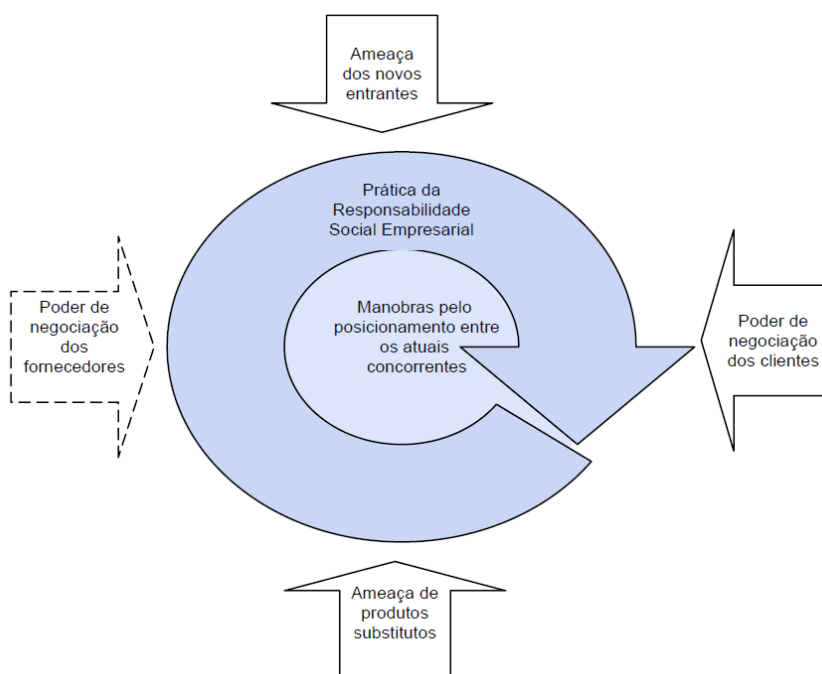 Ameaça
dos novos
entrantes
Prática da
Responsabilidade
Social Empresarial
Poder de
negociação
dos
fornecedores
Manobras pelo
posicionamento entre
os atuais
concorrentes
Poder de
negociação
dos clientes
Ameaça de
produtos
substitutos